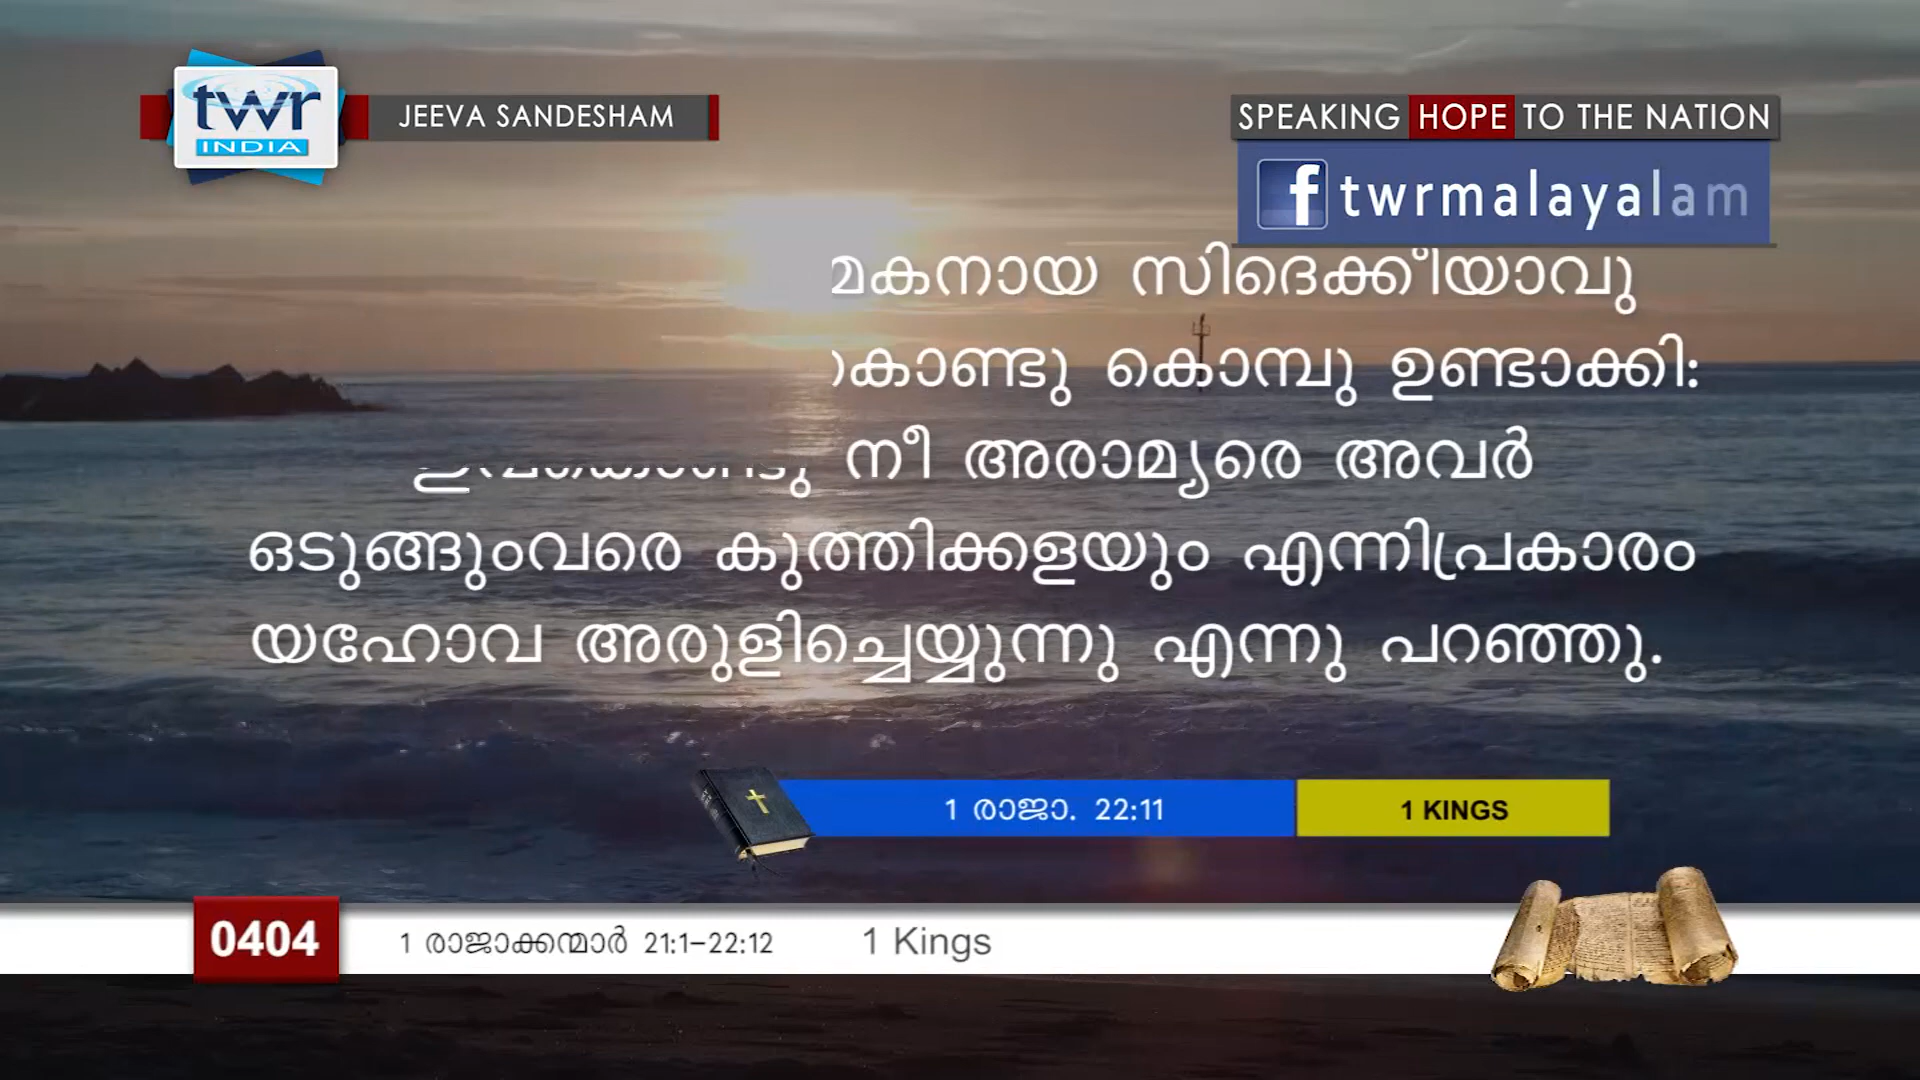 twr
INDIA
JEEVA SANDESHAM
SPEAKING HOPE TO THE NATION
f twrmalayalam
മകനായ സിദെക്കീയാവു
കൊമ്പു ഉണ്ടാക്കി:
നീ അരാമ്യരെ അവർ
ഒടുങ്ങുംവരെ കുത്തിക്കളയും എന്നിപ്രകാരം
യഹോവ അരുളിച്ചെയ്യുന്നു എന്നു പറഞ്ഞു.
1 രാജാ. 22:11
1 KINGS
0404
1 രാജാക്കന്മാർ 21:1-22:12
1 Kings